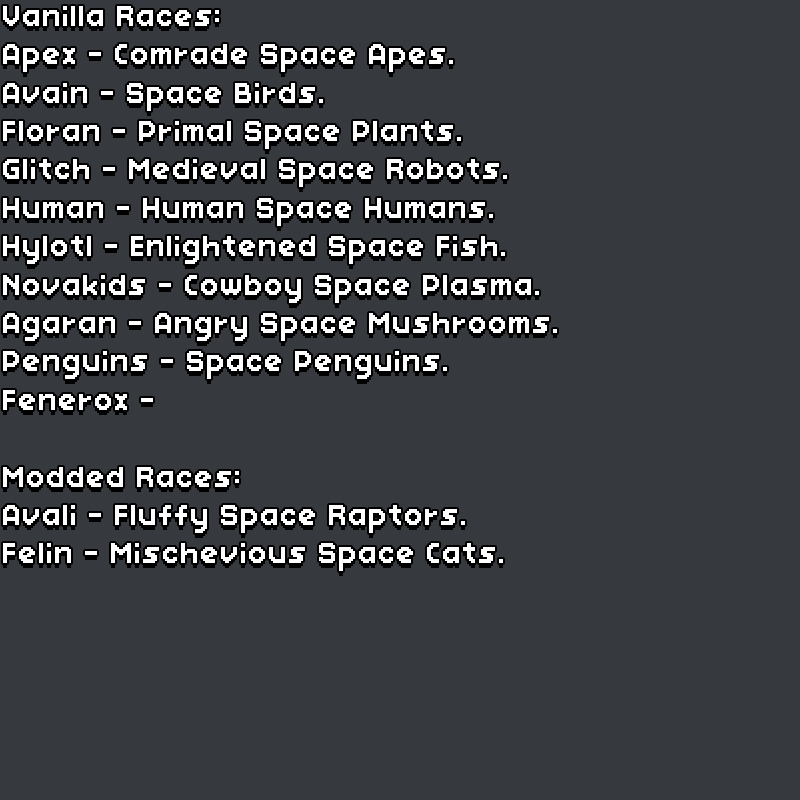 Vanilla Races:
Apex - Comrade Space Apes.
Avain - Space Birds.
Floran - Primal Space Plants.
Glitch - Medieval Space Robots.
Human - Human Space Humans.
Hylotl - Enlightened Space Fish.
Novakids - Cowboy Space Plasma.
Agaran - Angry Space Mushrooms.
Penguins - Space Penguins.
Fenerox -
Modded Races:
Avali - Fluffy Space Raptors.
Felin - Mischevious Space Cats.